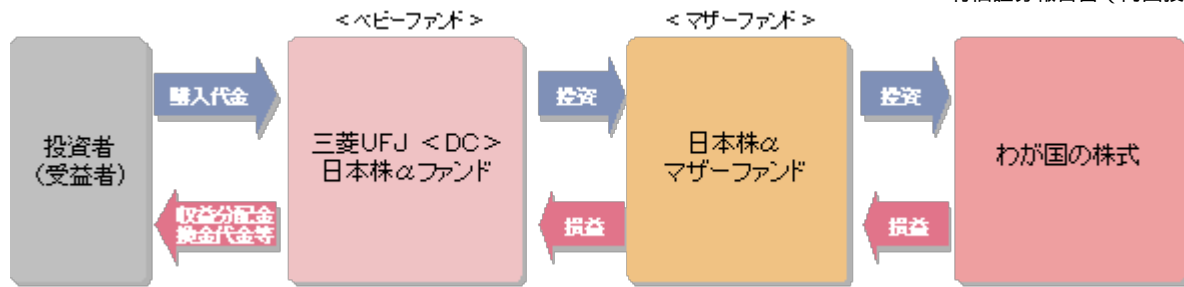 ＜ベビーファンド＞
＜マザーファンド＞
購入代金
投資
投資
投資者
（受益者）
三菱UFJ ＜DC＞
日本株αファンド
日本株α
マザーファンド
わが国の株式
収益分配金
換金代金等
損益
損益